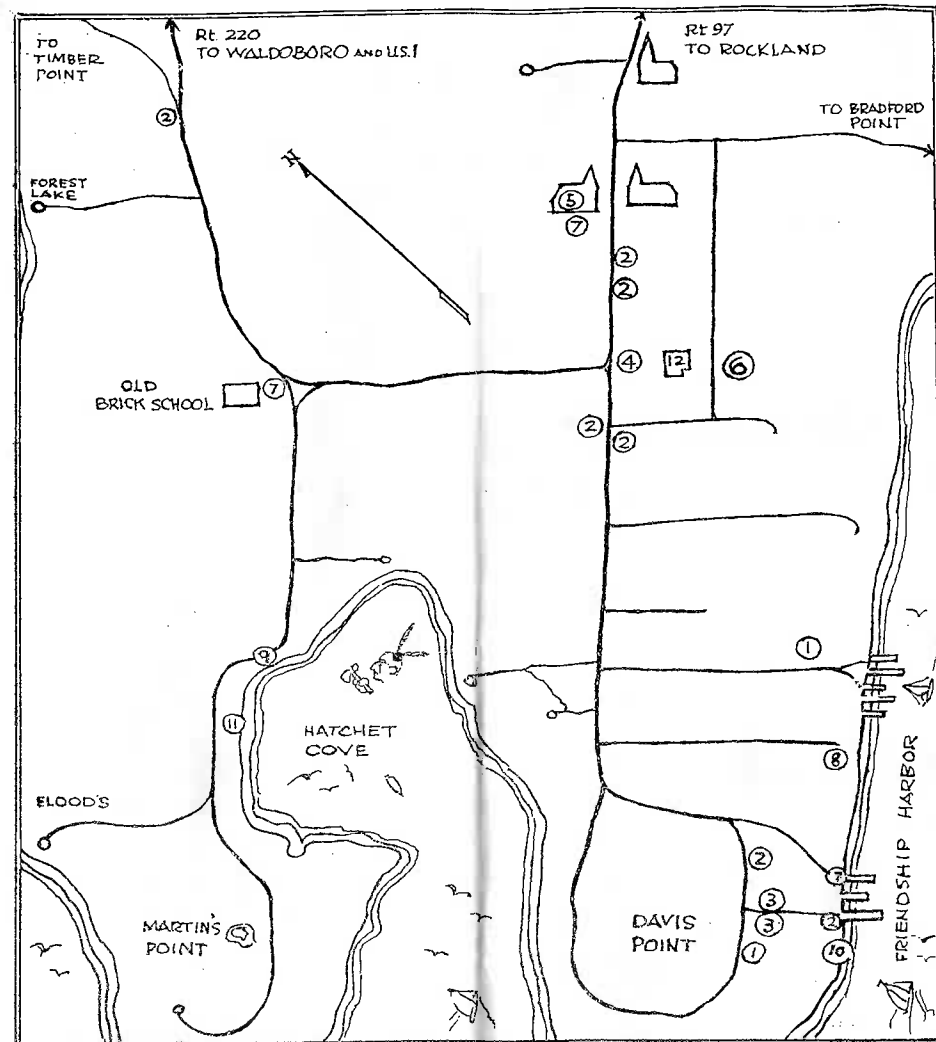 TO
TIMBER
POINT
Rt. 220
TO WALDOBORO AND U.S.1
Rt 97
TO ROCKLAND
2
TO BRADFORD
POINT
N
FOREST
LAKE
5
7
2
2
4
12
6
OLD
BRICK SCHOOL
7
2
2
1
9
11
HATCHET
COVE
8
FLOOD'S
2
7
3
3
2
MARTIN'S
POINT
DAVIS
POINT
1
10
FRIENDSHIP HARBOR